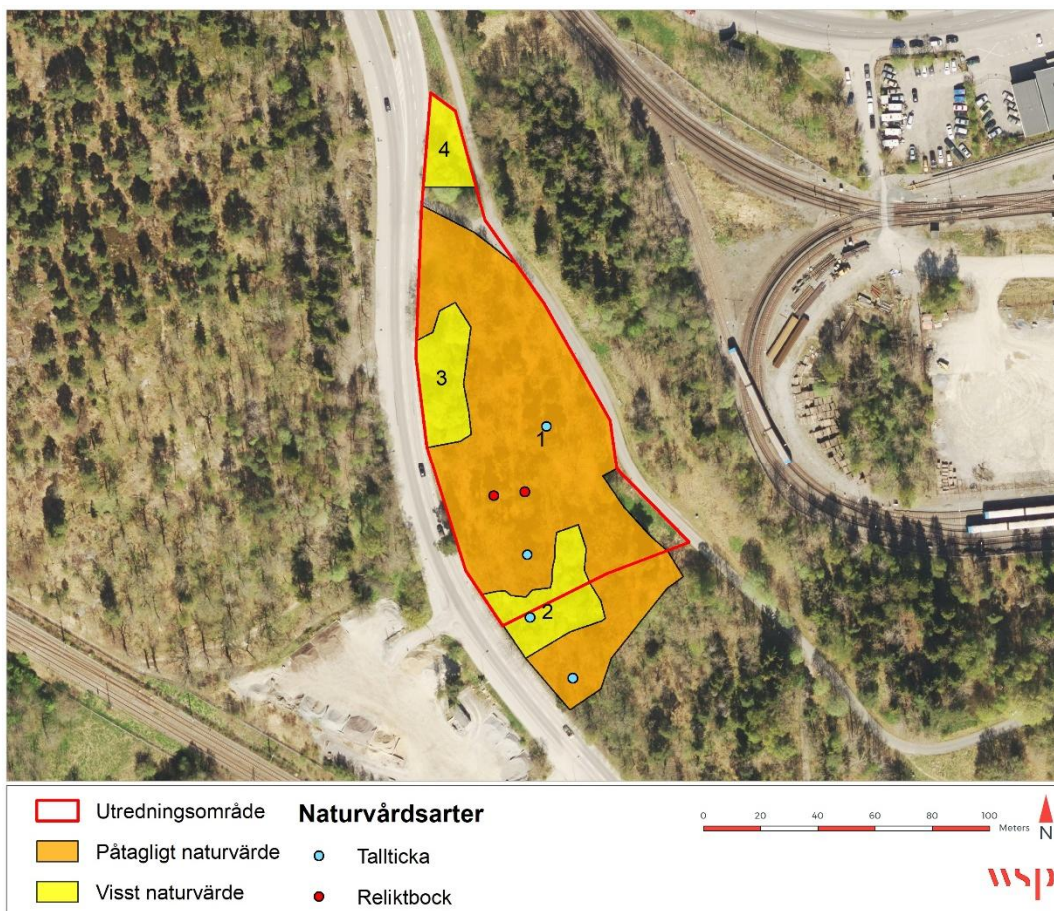 4
3
1
2
Utredningsområde
Påtagligt naturvärde
Visst naturvärde
Naturvårdsarter
Tallticka
Reliktbock
0 20 40 60 80 100
Meters
N
wsp